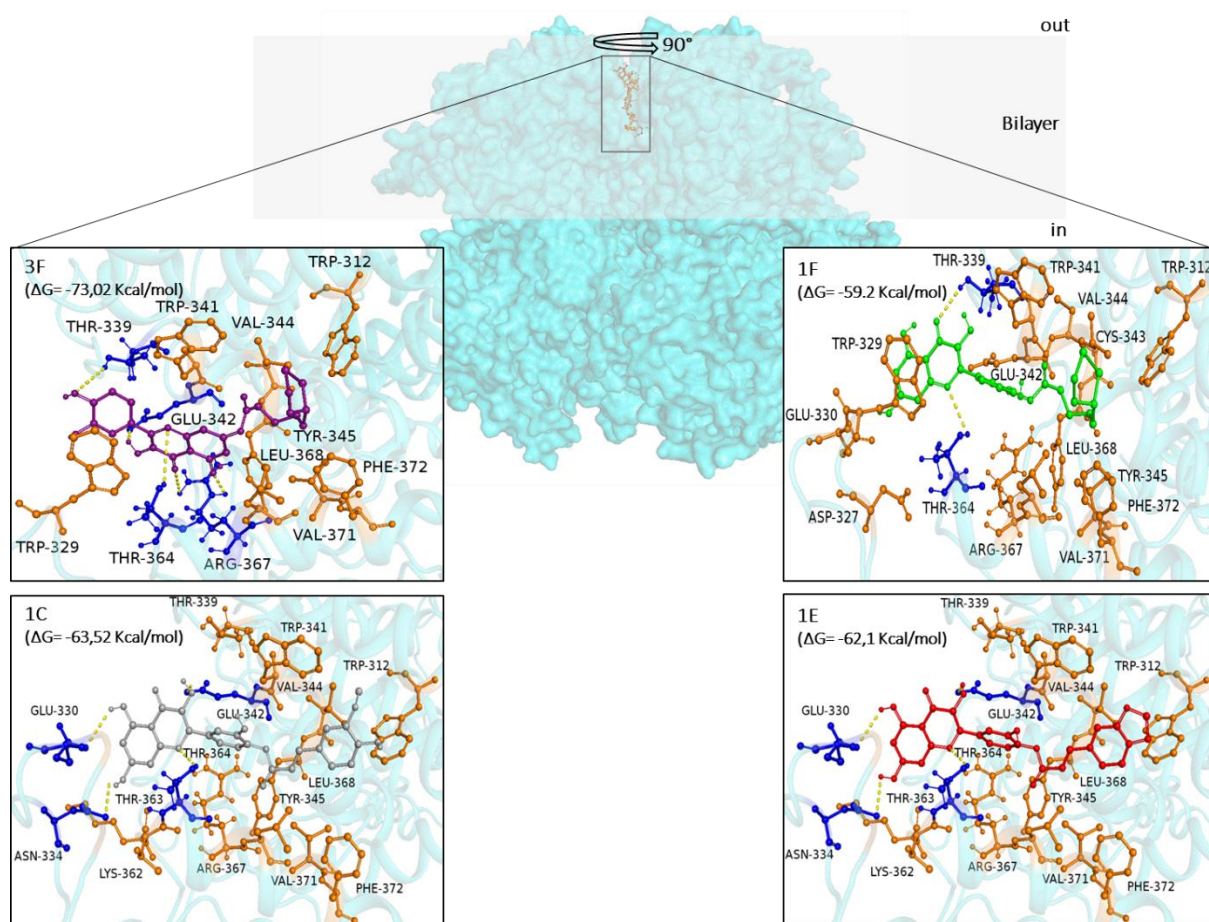 out
90°
Bilayer
in
3F
(ΔG= -73,02 Kcal/mol)
TRP-312
TRP-341
VAL-344
THR-339
GLU-342
TYR-345
LEU-368
PHE-372
TRP-329
VAL-371
THR-364
ARG-367
1F
(ΔG= -59.2 Kcal/mol)
THR-339
TRP-341
TRP-312
VAL-344
CYS-343
TRP-329
GLU-342
GLU-330
LEU-368
TYR-345
PHE-372
ASP-327
THR-364
ARG-367
VAL-371
1C
(ΔG= -63,52 Kcal/mol)
THR-339
TRP-341
TRP-312
VAL-344
GLU-330
GLU-342
THR-364
LEU-368
THR-363
TYR-345
ASN-334
LYS-362
ARG-367
VAL-371
PHE-372
1E
(ΔG= -62,1 Kcal/mol)
THR-339
TRP-341
TRP-312
VAL-344
GLU-330
GLU-342
THR-364
LEU-368
THR-363
TYR-345
ASN-334
LYS-362
ARG-367
VAL-371
PHE-372